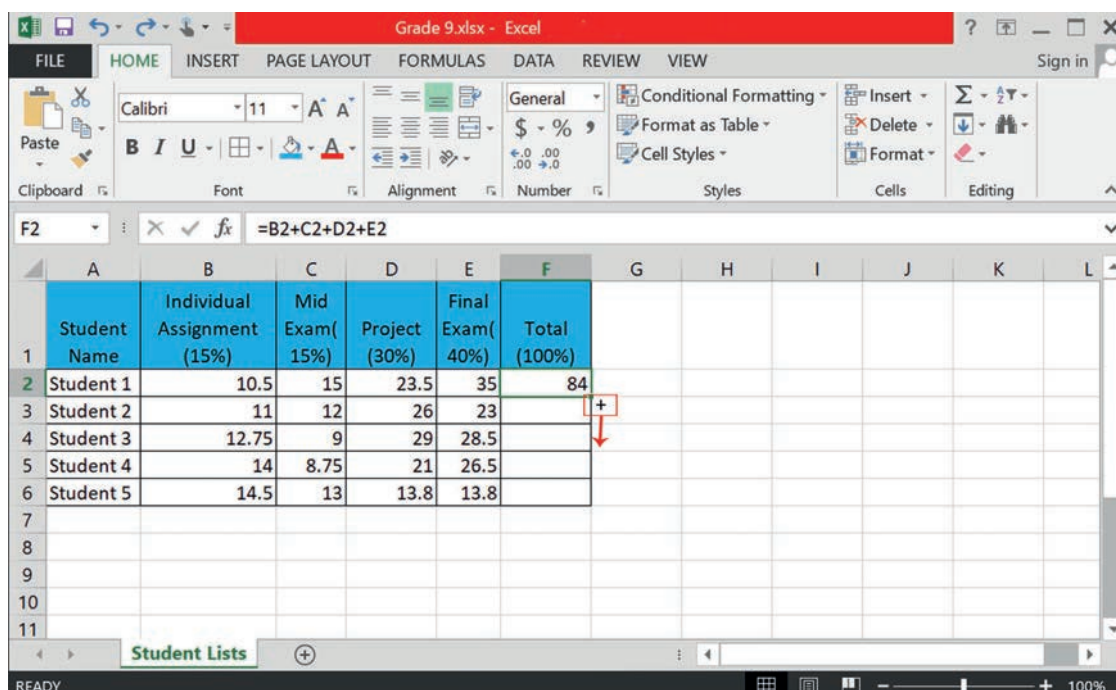 Grade 9.xlsx - Excel
?
FILE HOME INSERT PAGE LAYOUT FORMULAS DATA REVIEW VIEW Sign in
Paste Calibri 11 A A General Conditional Formatting Insert
B I U A $ - % Format as Table Delete
.0 .00 .00 .0 Cell Styles Format
Clipboard Font Alignment Number Styles Cells Editing
F2 fx =B2+C2+D2+E2
A B C D E F G H I J K L
1 Student Name Individual Assignment (15%) Mid Exam( 15%) Project (30%) Final Exam( 40%) Total (100%)
2 Student 1 10.5 15 23.5 35 84
3 Student 2 11 12 26 23
4 Student 3 12.75 9 29 28.5
5 Student 4 14 8.75 21 26.5
6 Student 5 14.5 13 13.8 13.8
7
8
9
10
11
Student Lists
READY 100%